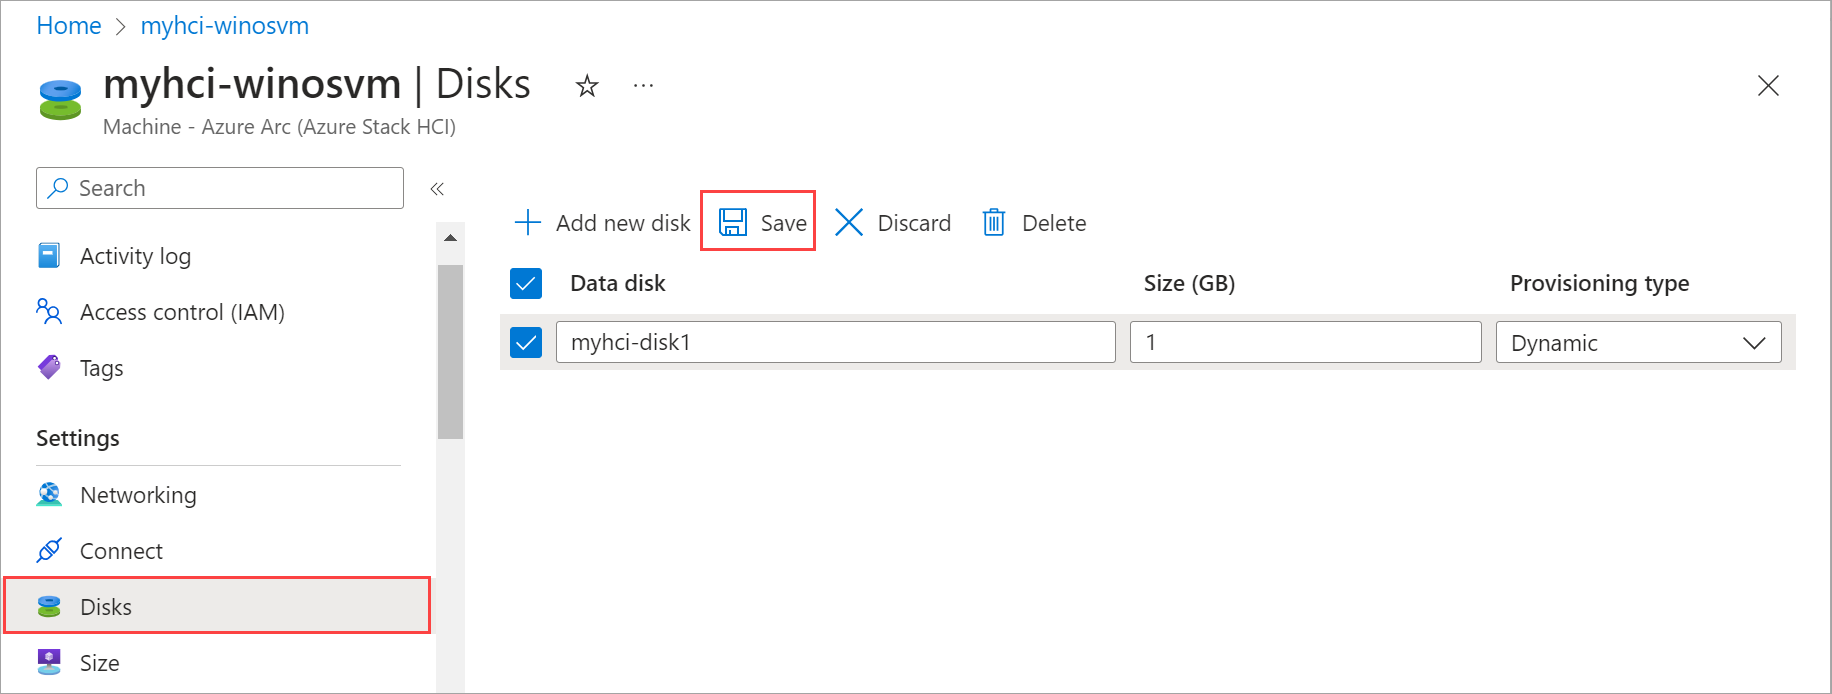 Home > myhci-winosvm
myhci-winosvm | Disks ...
Machine - Azure Arc (Azure Stack HCI)
Search
Activity log
Access control (IAM)
Tags
Settings
Networking
Connect
Disks
Size
Add new disk Save Discard Delete
Data disk Size (GB) Provisioning type
myhci-disk1 1 Dynamic